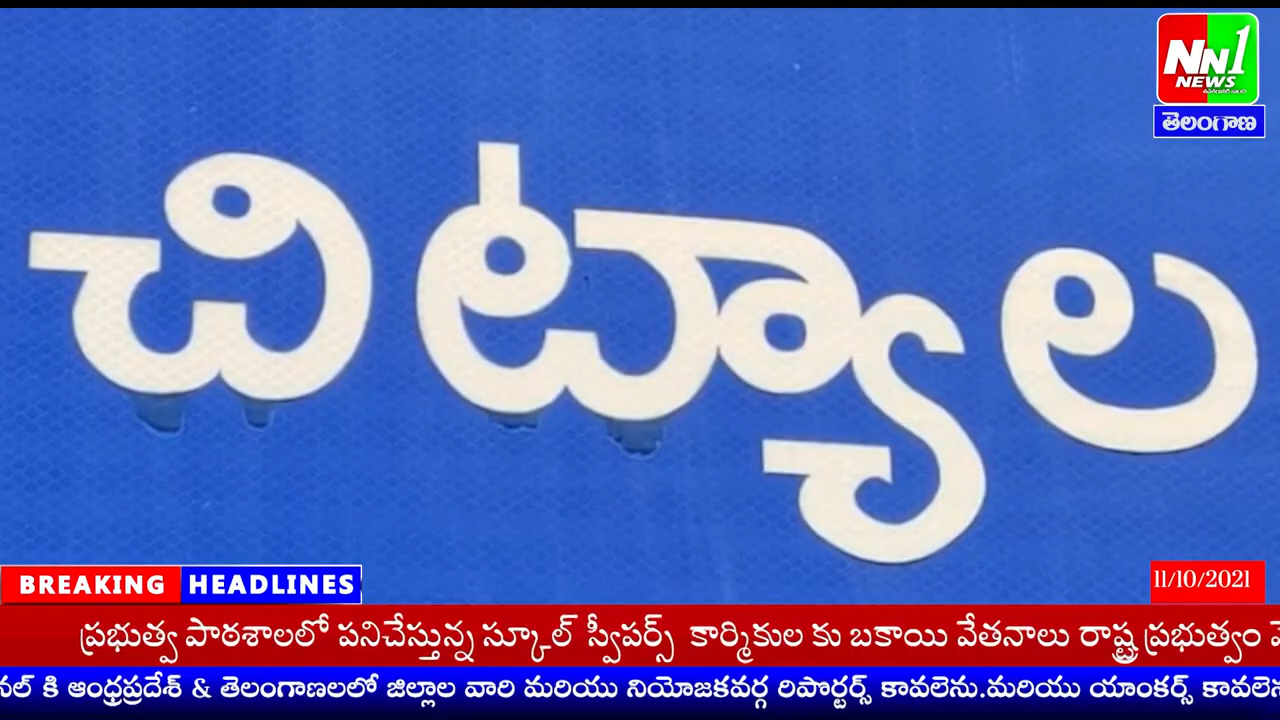 NN1
NEWS
తెలంగాణ
చిట్యాల
BREAKING HEADLINES
11/10/2021
ప్రభుత్వ పాఠశాలలో పనిచేస్తున్న స్కూల్ స్వీపర్స్ కార్మికుల కు బకాయి వేతనాలు రాష్ట్ర ప్రభుత్వం
కి ఆంధ్రప్రదేశ్ & తెలంగాణలలో జిల్లాల వారి మరియు నియోజకవర్గ రిపొర్టర్స్ కావలెను.మరియు యాంకర్స్